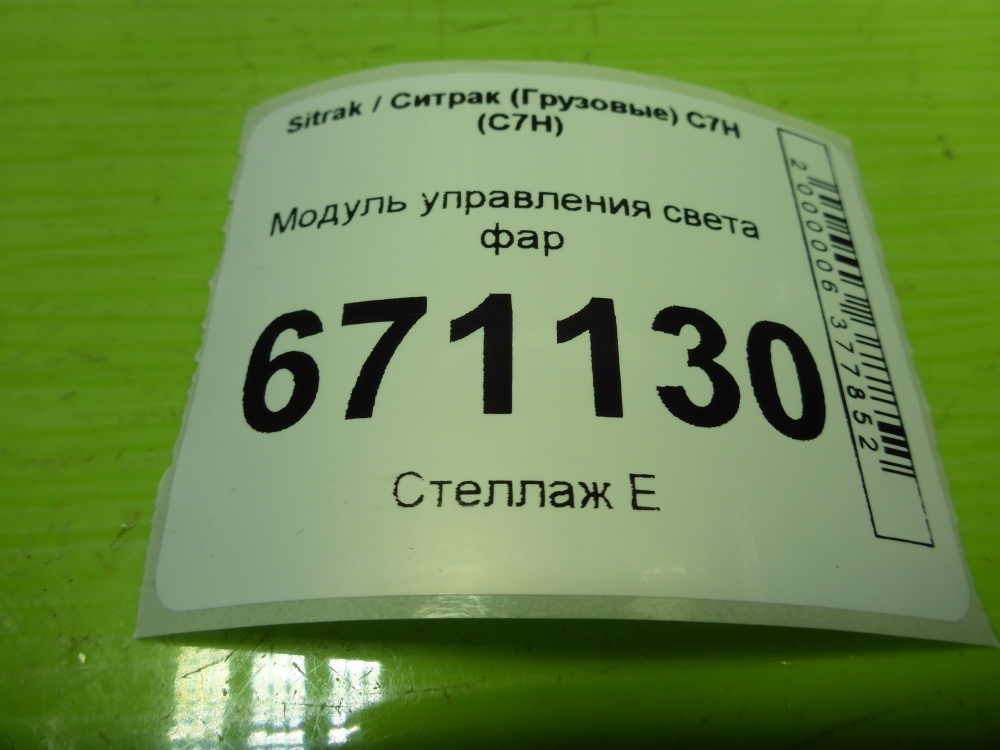 Sitrak / Ситрак (Грузовые) C7H
(C7H)
Модуль управления света
фар
671130
Стеллаж Е
2000006377852